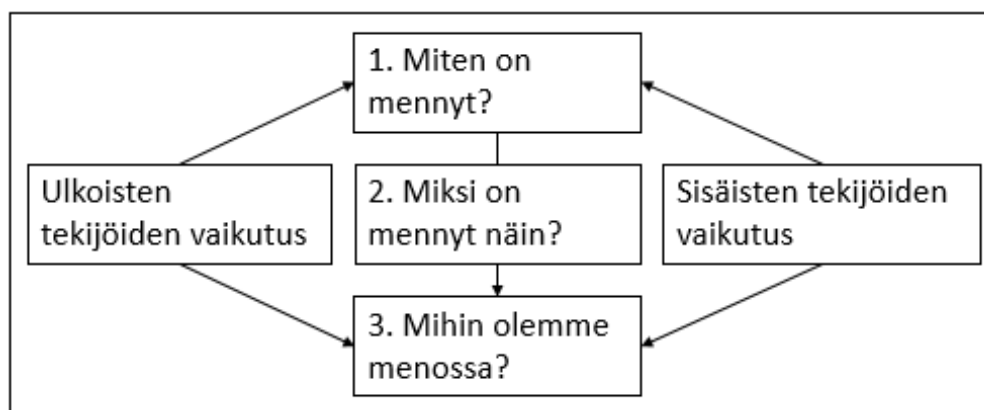 1. Miten on
mennyt?
Ulkoisten
tekijöiden vaikutus
2. Miksi on
mennyt näin?
Sisäisten tekijöiden
vaikutus
3. Mihin olemme
menossa?